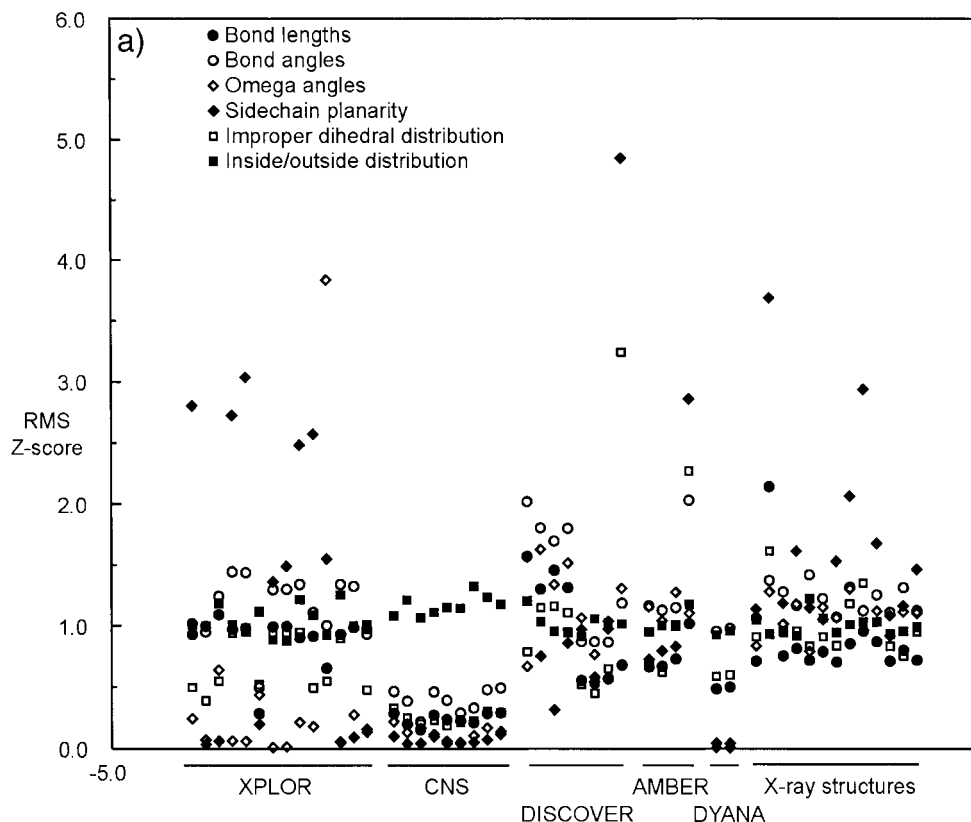 6.0
a)
Bond lengths
Bond angles
Omega angles
Sidechain planarity
Improper dihedral distribution
Inside/outside distribution
5.0
4.0
3.0
RMS
Z-score
2.0
1.0
0.0
-5.0
XPLOR
CNS
DISCOVER
AMBER
DYANA
X-ray structures